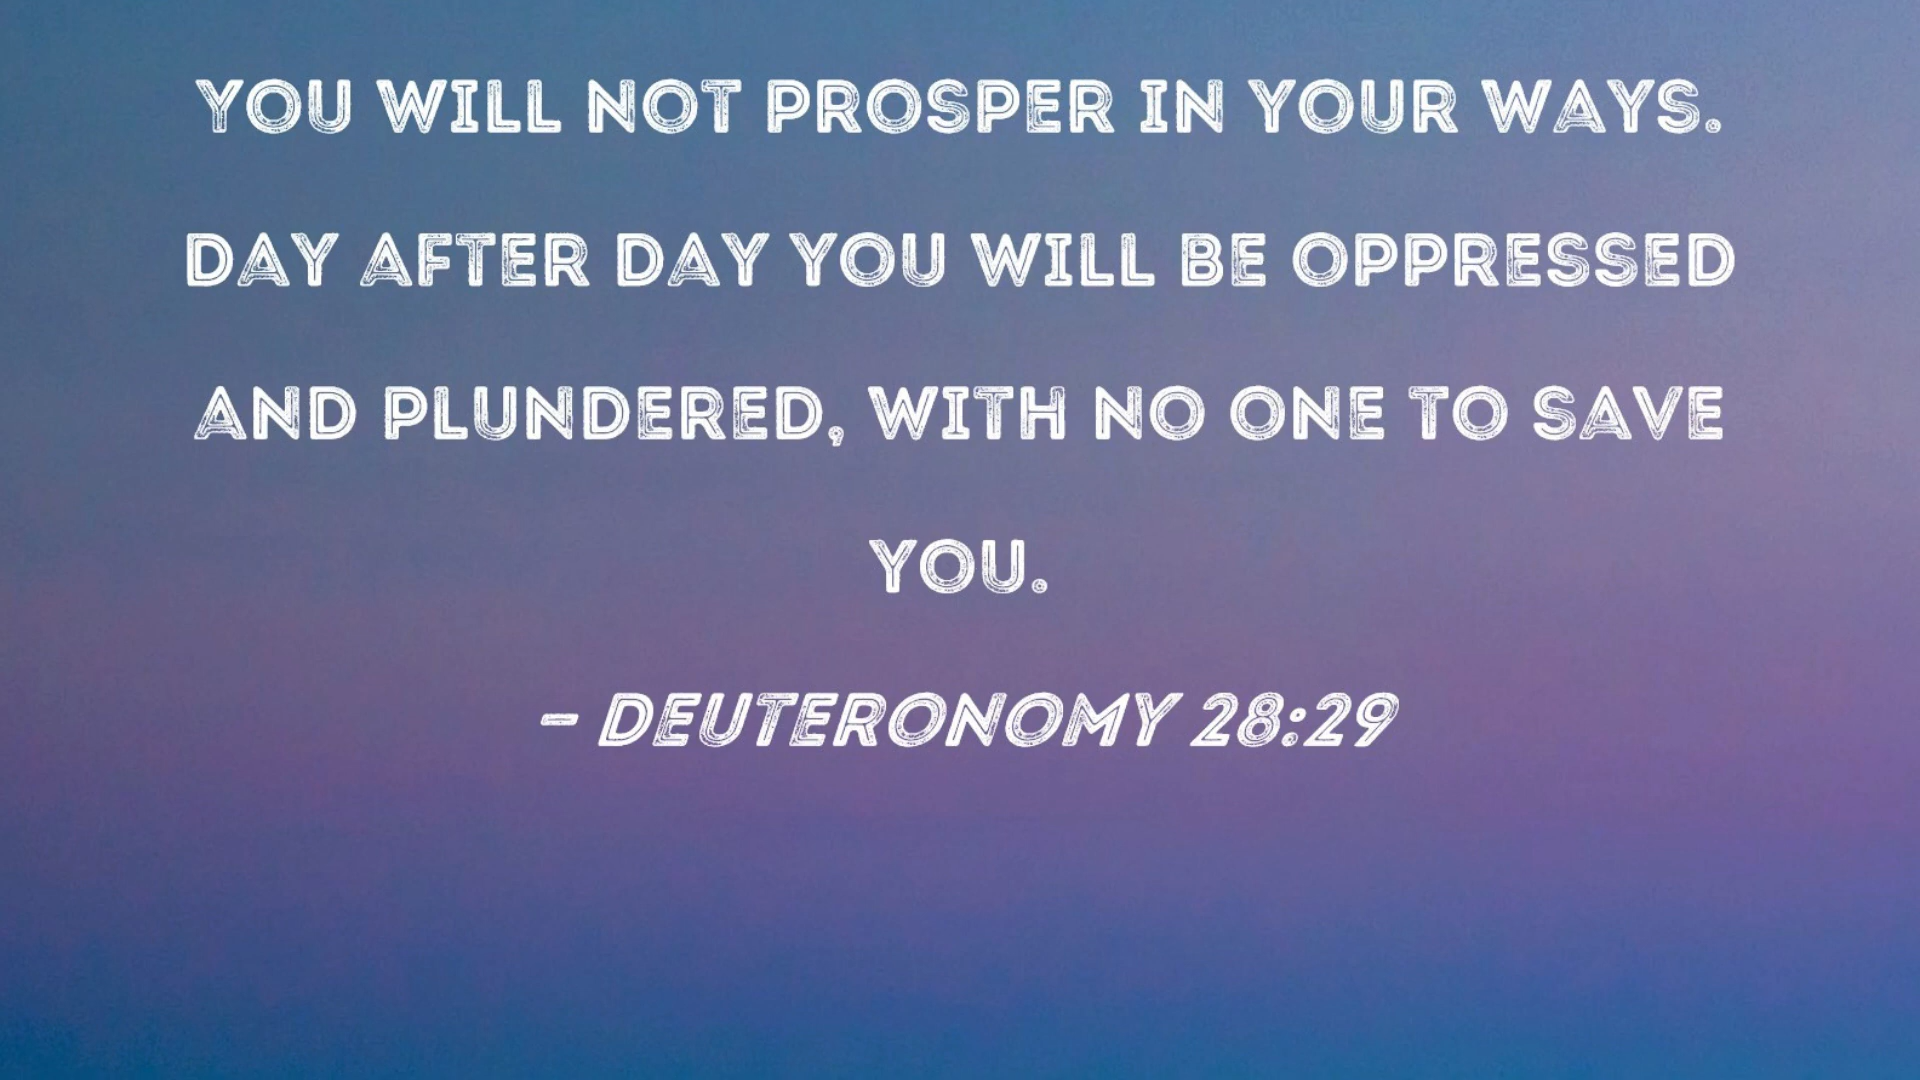 YOU WILL NOT PROSPER IN YOUR WAYS.
DAY AFTER DAY YOU WILL BE OPPRESSED
AND PLUNDERED, WITH NO ONE TO SAVE
YOU.
– DEUTERONOMY 28:29